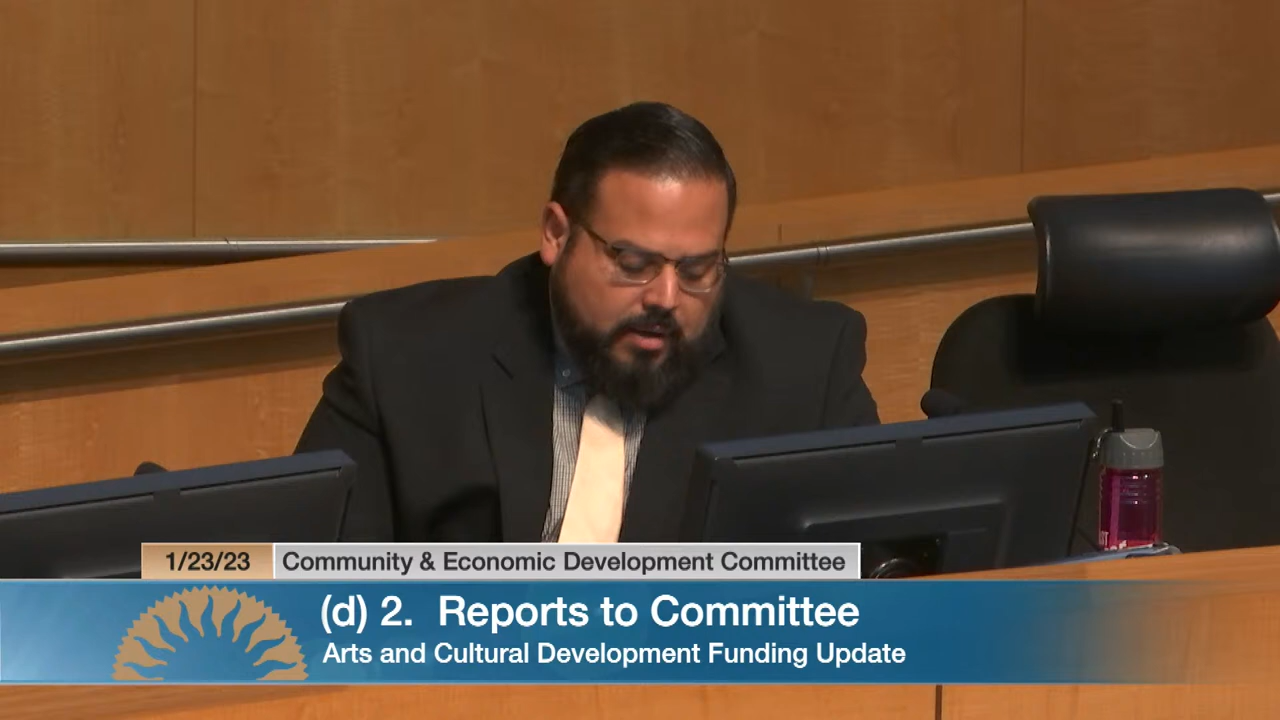 1/23/23
Community & Economic Development Committee
(d) 2. Reports to Committee
Arts and Cultural Development Funding Update